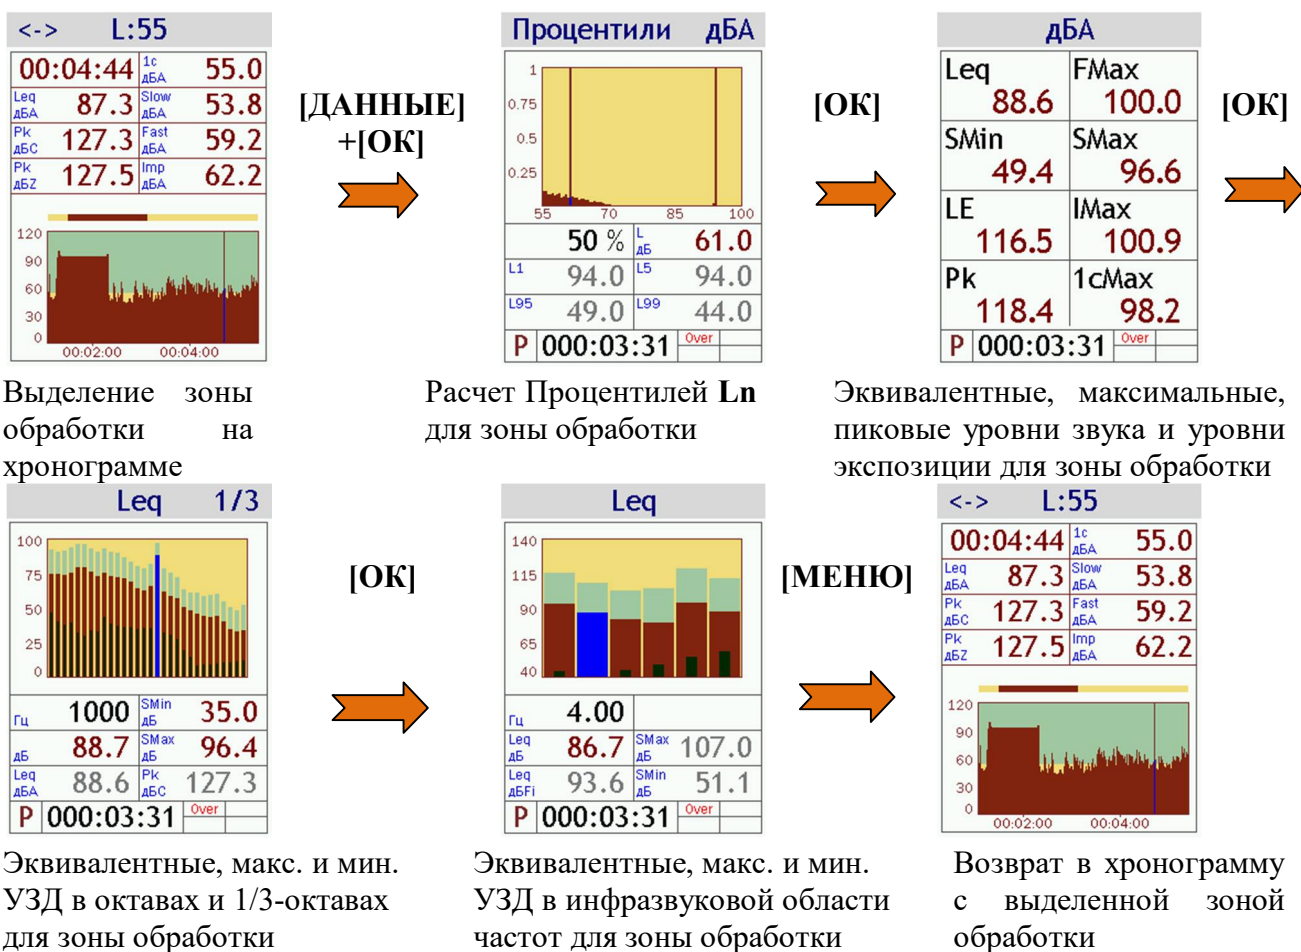 <-> L:55
00:04:44 1с дБА 55.0
Leq дБА 87.3 Slow дБА 53.8
Pk дБС 127.3 Fast дБА 59.2
Pk дБZ 127.5 Imp дБА 62.2
120
90
60
30
0
00:02:00 00:04:00
Выделение зоны
обработки на
хронограмме
[ДАННЫЕ]
+[ОК]
Процентили дБА
1
0.75
0.5
0.25
55 70 85 100
50 % L дБ 61.0
L1 94.0 L5 94.0
L95 49.0 L99 44.0
P 000:03:31 Over
Расчет Процентилей Ln
для зоны обработки
[ОК]
дБА
Leq 88.6 FMax 100.0
SMin 49.4 SMax 96.6
LE 116.5 IMax 100.9
Pk 118.4 1сMax 98.2
P 000:03:31 Over
Эквивалентные, максимальные,
пиковые уровни звука и уровни
экспозиции для зоны обработки
[ОК]
Leq 1/3
100
75
50
25
0
Гц 1000 SMin дБ 35.0
дБ 88.7 SMax дБ 96.4
Leq дБА 88.6 Pk дБС 127.3
P 000:03:31 Over
Эквивалентные, макс. и мин.
УЗД в октавах и 1/3-октавах
для зоны обработки
[ОК]
Leq
140
115
90
65
40
Гц 4.00
Leq дБ 86.7 SMax дБ 107.0
Leq дБFi 93.6 SMin дБ 51.1
P 000:03:31 Over
Эквивалентные, макс. и мин.
УЗД в инфразвуковой области
частот для зоны обработки
[МЕНЮ]
<-> L:55
00:04:44 1с дБА 55.0
Leq дБА 87.3 Slow дБА 53.8
Pk дБС 127.3 Fast дБА 59.2
Pk дБZ 127.5 Imp дБА 62.2
120
90
60
30
0
00:02:00 00:04:00
Возврат в хронограмму
с выделенной зоной
обработки